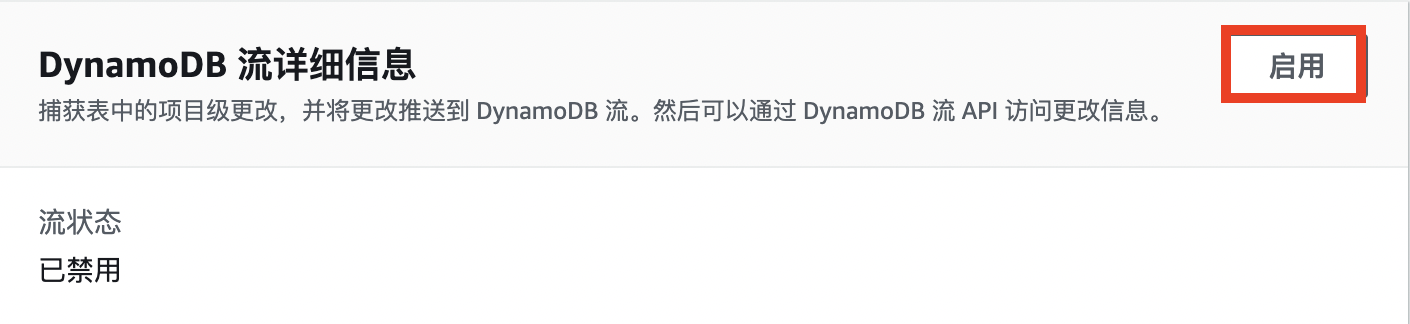 DynamoDB 流详细信息
启用
捕获表中的项目级更改，并将更改推送到 DynamoDB 流。然后可以通过 DynamoDB 流 API 访问更改信息。
流状态
已禁用